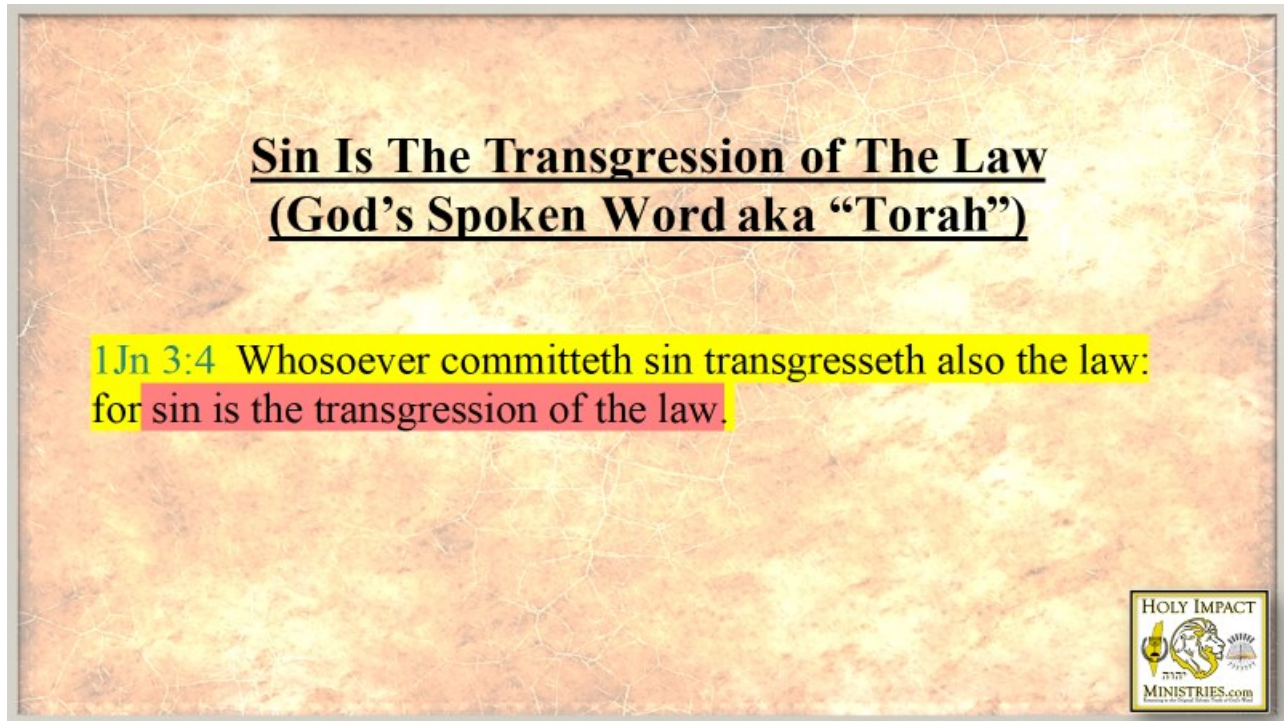 Sin Is The Transgression of The Law
(God’s Spoken Word aka “Torah”)
1Jn 3:4 Whosoever committeth sin transgresseth also the law:
for sin is the transgression of the law.
HOLY IMPACT
יהוה
MINISTRIES.com